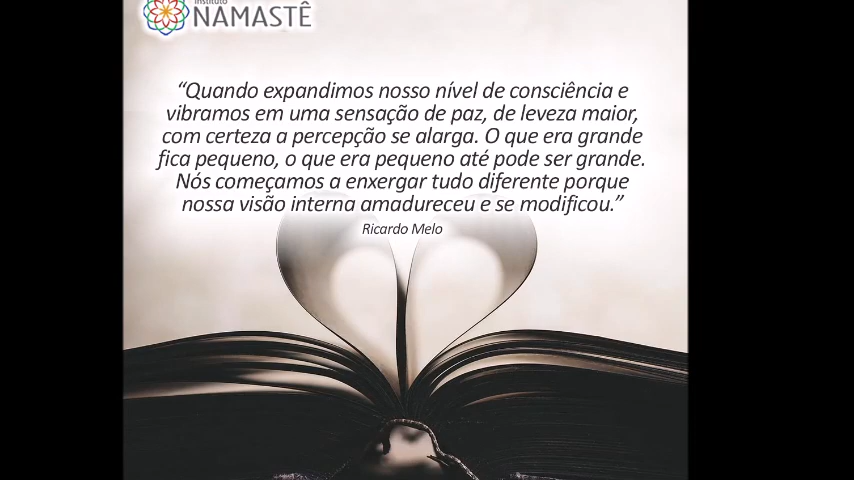 Instituto
NAMASTÊ
“Quando expandimos nosso nível de consciência e
vibramos em uma sensação de paz, de leveza maior,
com certeza a percepção se alarga. O que era grande
fica pequeno, o que era pequeno até pode ser grande.
Nós começamos a enxergar tudo diferente porque
nossa visão interna amadureceu e se modificou.”
Ricardo Melo